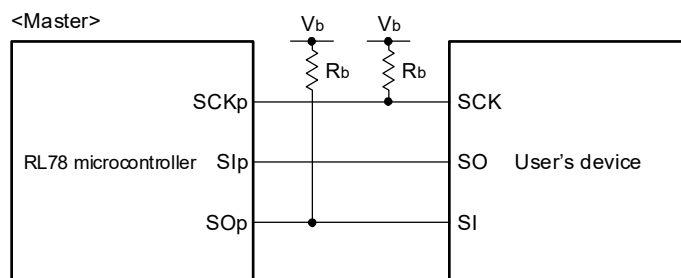 <Master>
Vb Vb
Rb Rb
SCKp SCK
RL78 microcontroller SIp SO User's device
SOp SI